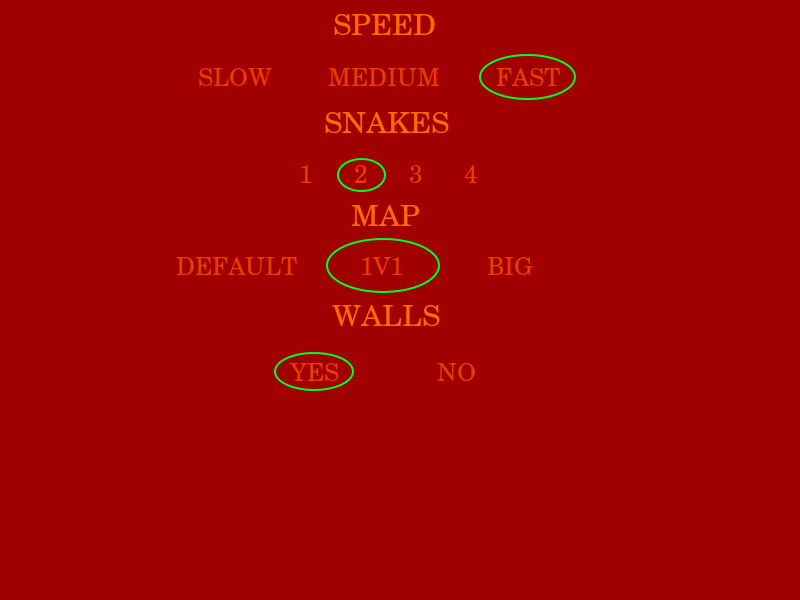 SPEED
SLOW MEDIUM FAST
SNAKES
1 2 3 4
MAP
DEFAULT 1V1 BIG
WALLS
YES NO